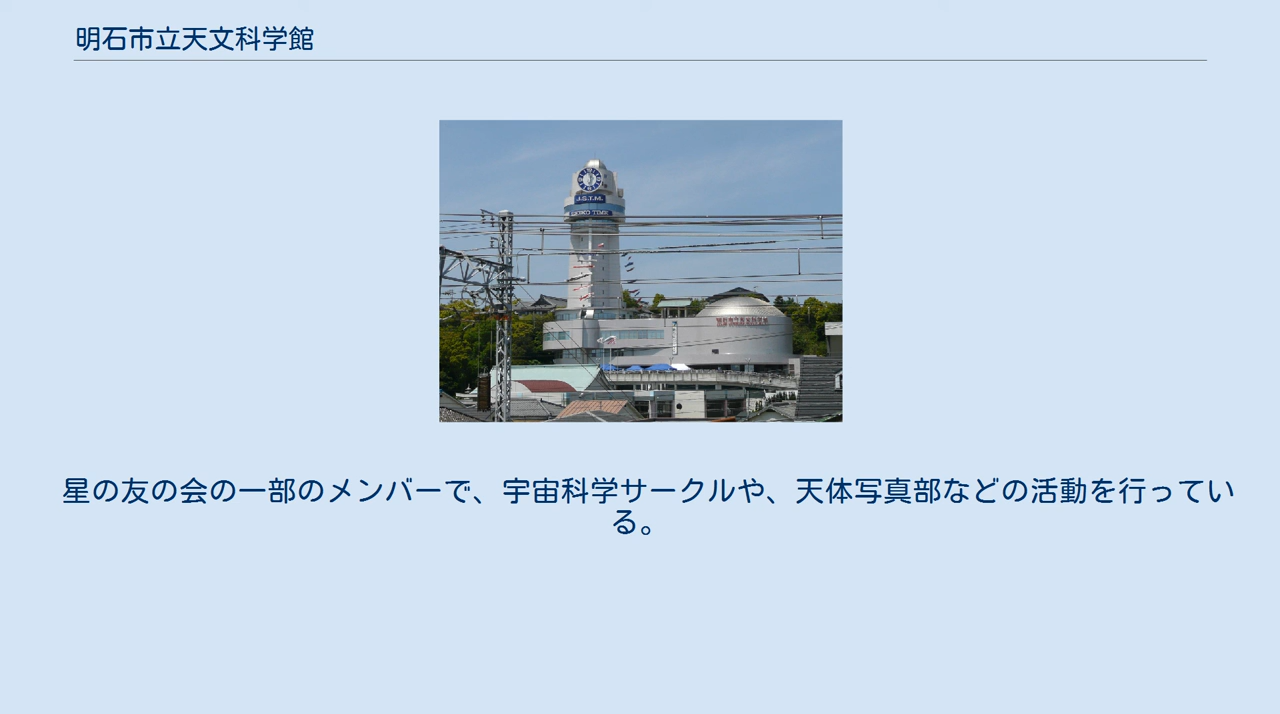 明石市立天文科学館
J.S.T.M.
SEIKO TIME
星の友の会の一部のメンバーで、宇宙科学サークルや、天体写真部などの活動を行ってい
る。